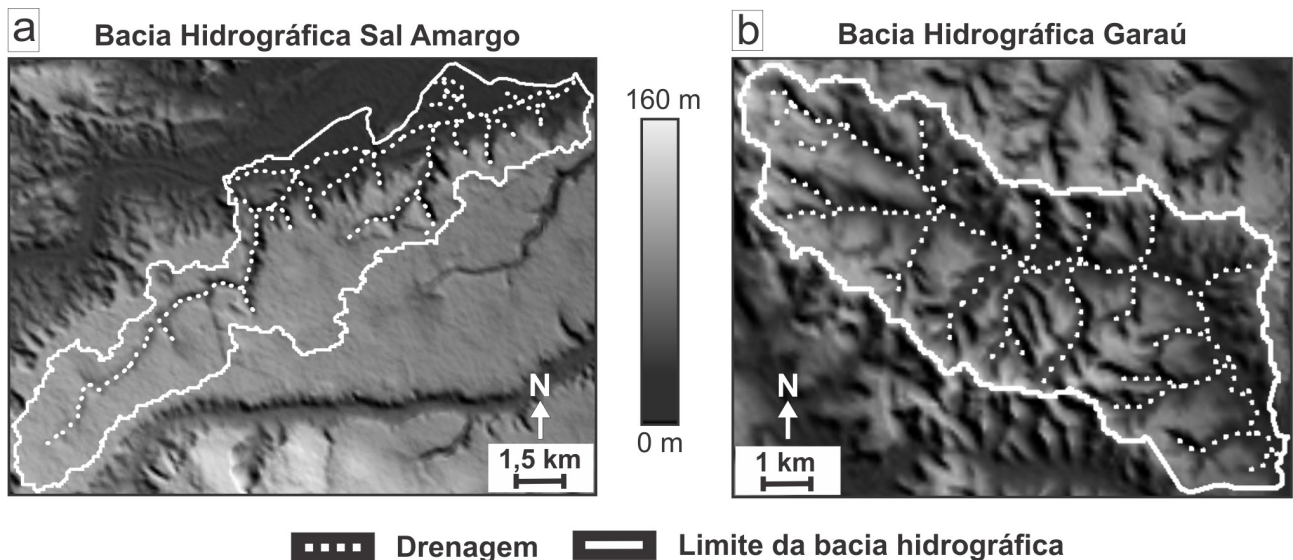 a
Bacia Hidrográfica Sal Amargo
N
1,5 km
160 m
0 m
b
Bacia Hidrográfica Garaú
N
1 km
Drenagem
Limite da bacia hidrográfica